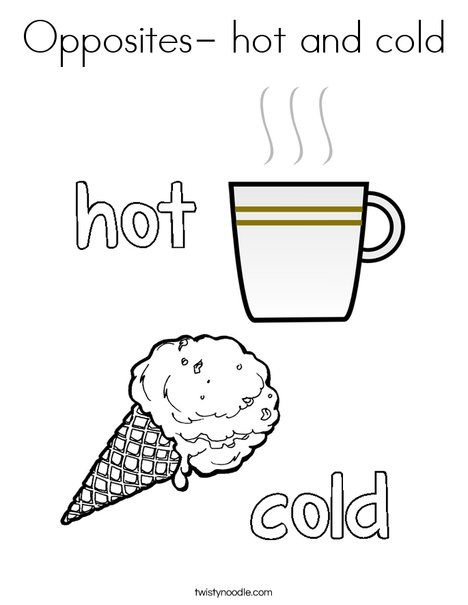 Opposites- hot and cold
hot
cold
twistynoodle.com